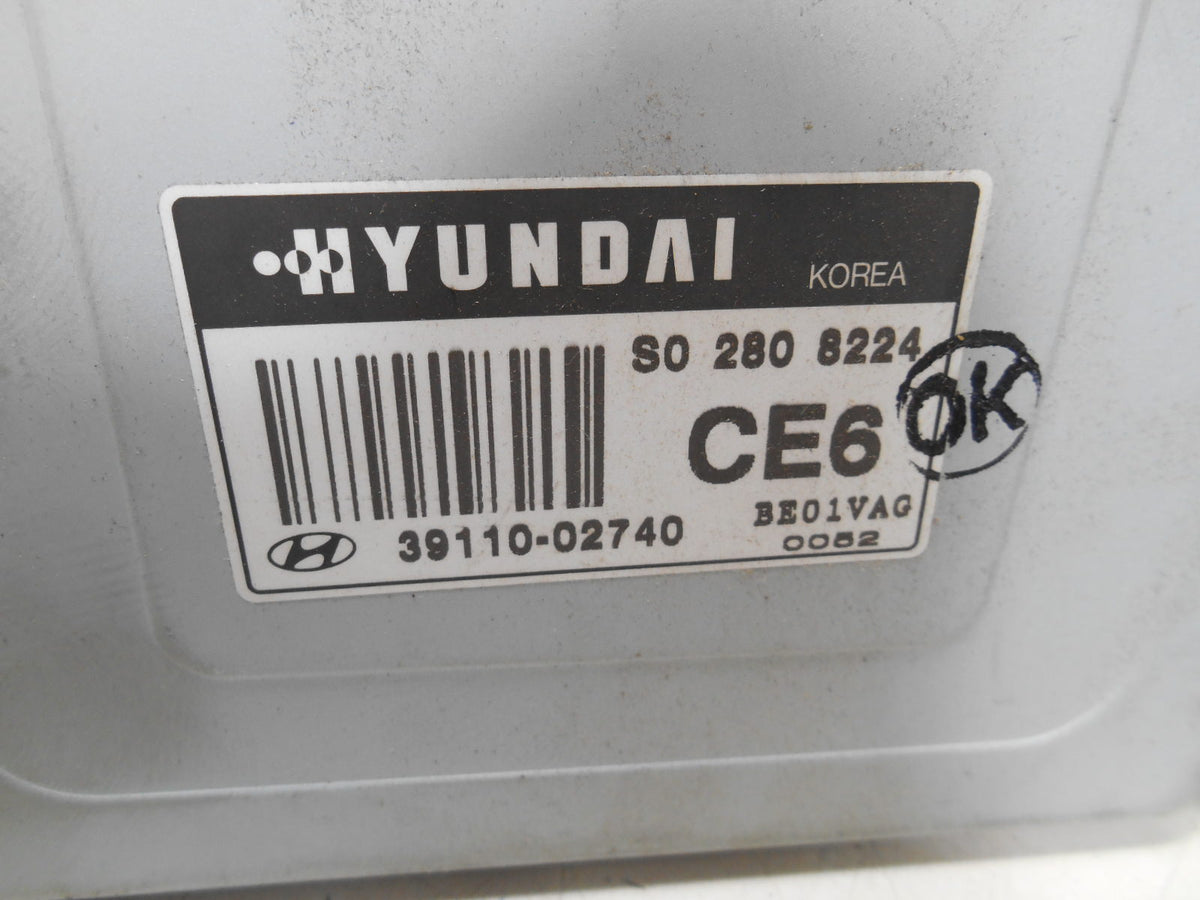 HYUNDAI KOREA
S0 280 8224
OK
CE6
BE01VAG
39110-02740
0052